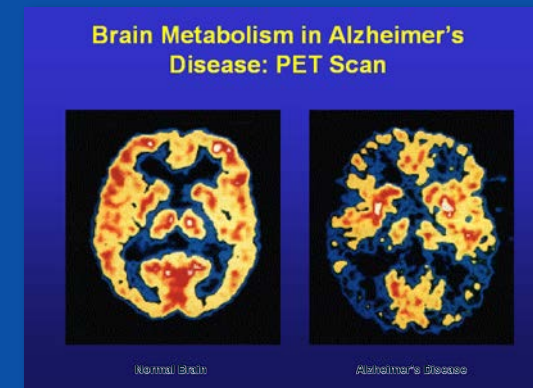 Brain Metabolism in Alzheimer's
Disease: PET Scan
Normal Brain
Alzheimer's Disease